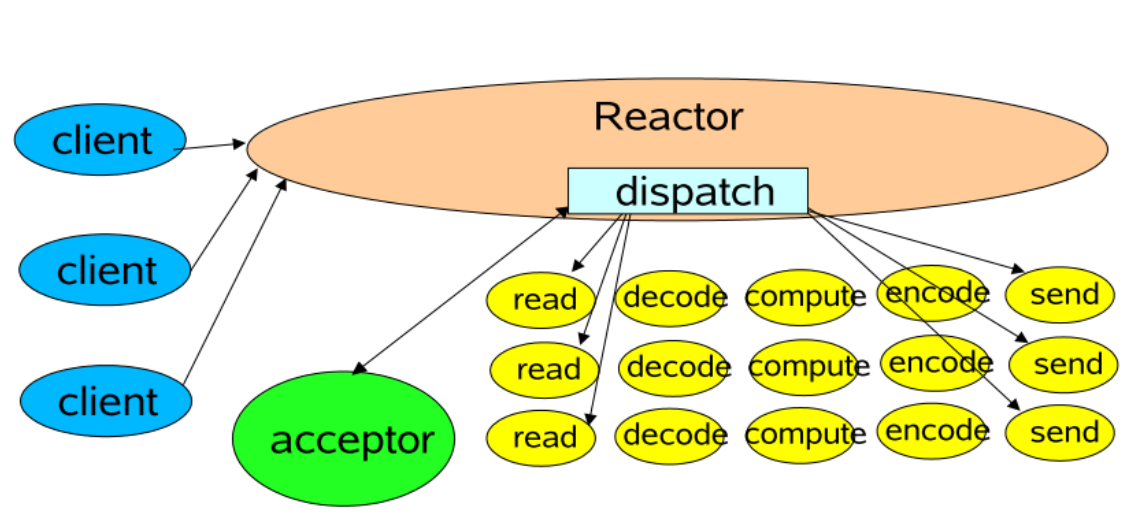 Reactor
client
dispatch
client
read decode compute encode send
client
read decode compute encode send
acceptor
read decode compute encode send